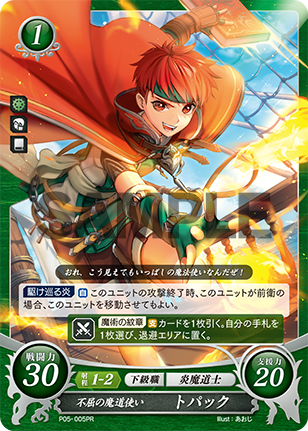 1
SAMPLE
おれ、こう見えてもいっぱしの魔法使いなんだぜ!
駆け巡る炎 自 このユニットの攻撃終了時、このユニットが前衛の
場合、このユニットを移動させてもよい。
魔術の紋章 支 カードを1枚引く。自分の手札を
1枚選び、退避エリアに置く。
戦闘力
30
射程 1-2 下級職 炎魔道士
支援力
20
不屈の魔道使い トパック
P05-005PR
Illust:あおじ